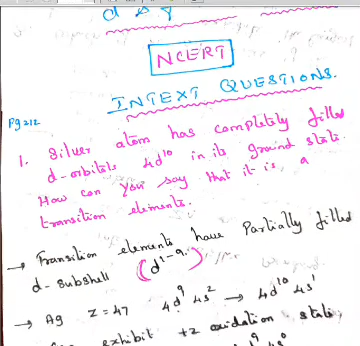 d & f
NCERT
INTEXT QUESTIONS.
Pg 212
1. Silver atom has completely filled
d-orbitals 4d¹⁰ in its ground state.
How can you say that it is a
transition elements.
→ Transition elements have Partially filled
d-subshell (d¹⁻⁹.)
→ Ag Z=47 4d⁹ 4s² → 4d¹⁰ 4s¹
exhibit +2 oxidation state,